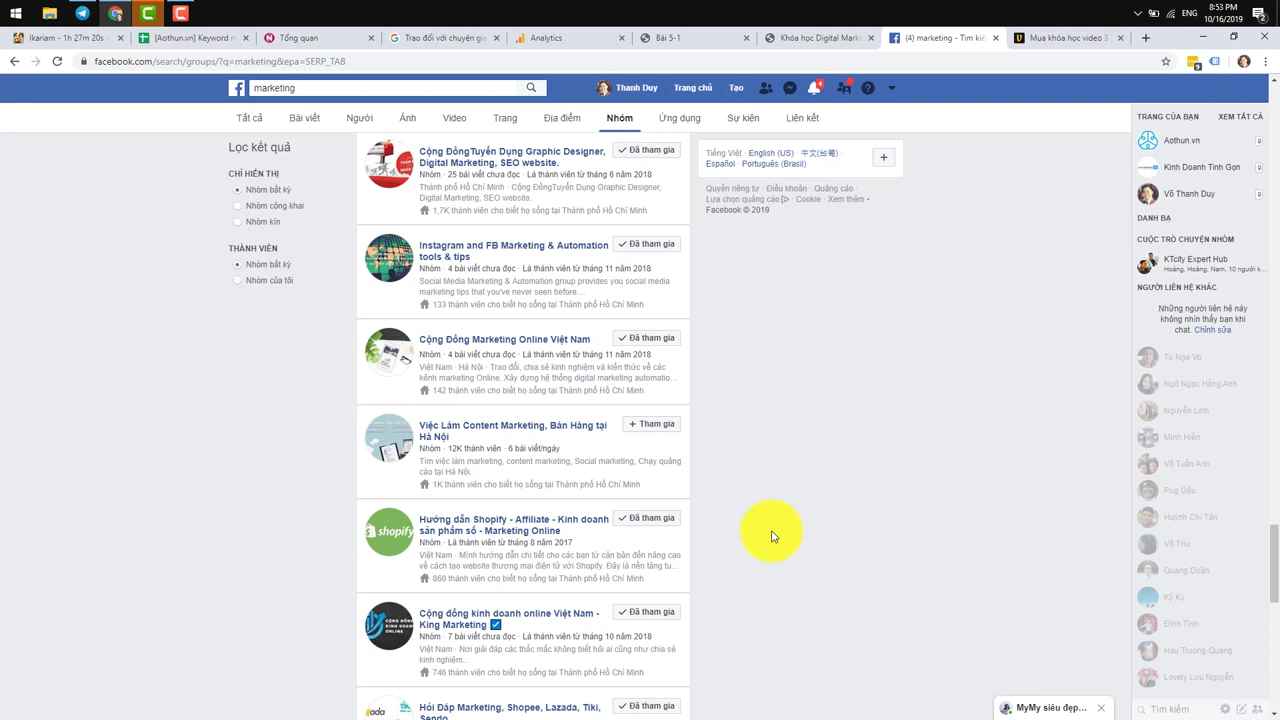 8:53 PM
ENG
10/16/2019
Ikariam - 1h 27m 20s -
[Aothun.vn] Keyword m
Tổng quan
Trao đổi với chuyên gia
Analytics
Bài 5-1
Khóa học Digital Marke
(4) marketing - Tìm kiế
Mua khóa học video 3
facebook.com/search/groups/?q=marketing&epa=SERP_TAB
marketing
Thanh Duy
Trang chủ
Tạo
4
Tất cả
Bài viết
Người
Ảnh
Video
Trang
Địa điểm
Nhóm
Ứng dụng
Sự kiện
Liên kết
Lọc kết quả
CHỈ HIỂN THỊ
Nhóm bất kỳ
Nhóm công khai
Nhóm kín
THÀNH VIÊN
Nhóm bất kỳ
Nhóm của tôi
Cộng ĐồngTuyển Dụng Graphic Designer,
Digital Marketing, SEO website.
Đã tham gia
Nhóm · 25 bài viết chưa đọc · Là thành viên từ tháng 6 năm 2018
Thành phố Hồ Chí Minh · Cộng ĐồngTuyển Dụng Graphic Designer,
Digital Marketing, SEO website.
1,7K thành viên cho biết họ sống tại Thành phố Hồ Chí Minh
Instagram and FB Marketing & Automation
tools & tips
Đã tham gia
Nhóm · 4 bài viết chưa đọc · Là thành viên từ tháng 11 năm 2018
Social Media Marketing & Automation group provides you social media
marketing tips that you've never seen before....
133 thành viên cho biết họ sống tại Thành phố Hồ Chí Minh
Cộng Đồng Marketing Online Việt Nam
Đã tham gia
Nhóm · 4 bài viết chưa đọc · Là thành viên từ tháng 11 năm 2018
Việt Nam · Hà Nội · Trao đổi, chia sẻ kinh nghiệm và kiến thức về các
kênh marketing Online. Xây dựng hệ thống digital marketing automatio...
142 thành viên cho biết họ sống tại Thành phố Hồ Chí Minh
Việc Làm Content Marketing, Bán Hàng tại
Hà Nội
Tham gia
Nhóm · 12K thành viên · 6 bài viết/ngày
Tìm việc làm marketing, content marketing, Social marketing, Chạy quảng
cáo tại Hà Nội.
1K thành viên cho biết họ sống tại Thành phố Hồ Chí Minh
shopify
Hướng dẫn Shopify - Affiliate - Kinh doanh
sản phẩm số - Marketing Online
Đã tham gia
Nhóm · Là thành viên từ tháng 8 năm 2017
Việt Nam · Mình hướng dẫn chi tiết cho các bạn từ căn bản đến nâng cao
về cách tạo website thương mại điện tử với Shopify. Đây là nền tảng tu...
860 thành viên cho biết họ sống tại Thành phố Hồ Chí Minh
Cộng đồng kinh doanh online Việt Nam -
King Marketing
Đã tham gia
Nhóm · 7 bài viết chưa đọc · Là thành viên từ tháng 10 năm 2018
Việt Nam · Nơi giải đáp các thắc mắc không biết hỏi ai cũng như chia sẻ
kinh nghiệm...
746 thành viên cho biết họ sống tại Thành phố Hồ Chí Minh
Hỏi Đáp Marketing, Shopee, Lazada, Tiki,
Sendo
Đã tham gia
Tiếng Việt · English (US) · 中文(台灣) ·
Español · Português (Brasil)
Quyền riêng tư · Điều khoản · Quảng cáo ·
Lựa chọn quảng cáo · Cookie · Xem thêm
Facebook © 2019
TRANG CỦA BẠN
XEM TẤT CẢ
Aothun.vn
Kinh Doanh Tinh Gọn
Võ Thanh Duy
DANH BẠ
CUỘC TRÒ CHUYỆN NHÓM
KTcity Expert Hub
Hoàng, Hoàng, Nam, 10 người k...
NGƯỜI LIÊN HỆ KHÁC
Những người liên hệ này
không nhìn thấy bạn khi
chat. Chỉnh sửa
Tu Nga Vo
Ngô Ngọc Hồng Anh
Nguyễn Linh
Minh Hiền
Võ Tuấn Anh
Pug Gấu
Huỳnh Chí Tên
Võ Thư
Quang Doãn
Kỳ Kỳ
Đình Tĩnh
Hau Truong-Quang
Lovely Lưu Nguyễn
MyMy siêu đẹp...
Tìm kiếm